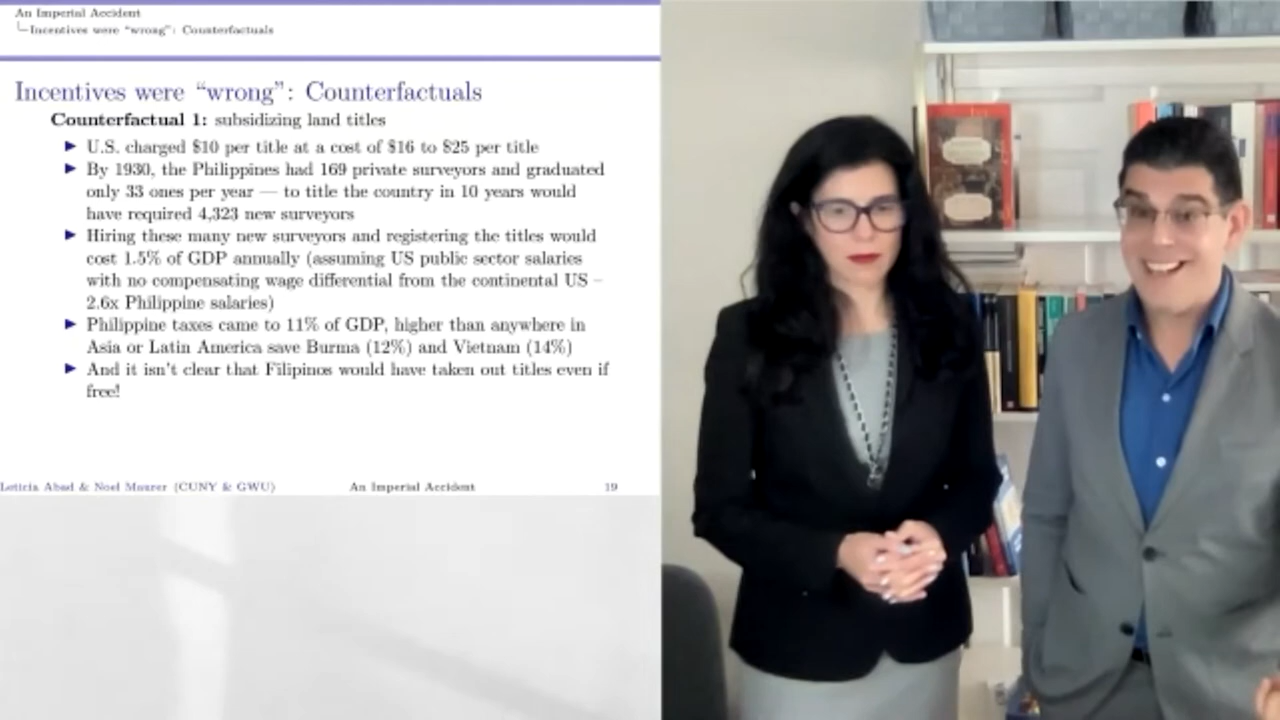 An Imperial Accident
Incentives were “wrong”: Counterfactuals
Incentives were “wrong”: Counterfactuals
Counterfactual 1: subsidizing land titles
U.S. charged $10 per title at a cost of $16 to $25 per title
By 1930, the Philippines had 169 private surveyors and graduated
only 33 ones per year — to title the country in 10 years would
have required 4,323 new surveyors
Hiring these many new surveyors and registering the titles would
cost 1.5% of GDP annually (assuming US public sector salaries
with no compensating wage differential from the continental US –
2.6x Philippine salaries)
Philippine taxes came to 11% of GDP, higher than anywhere in
Asia or Latin America save Burma (12%) and Vietnam (14%)
And it isn’t clear that Filipinos would have taken out titles even if
free!
Leticia Abad & Noel Maurer (CUNY & GWU) An Imperial Accident 19